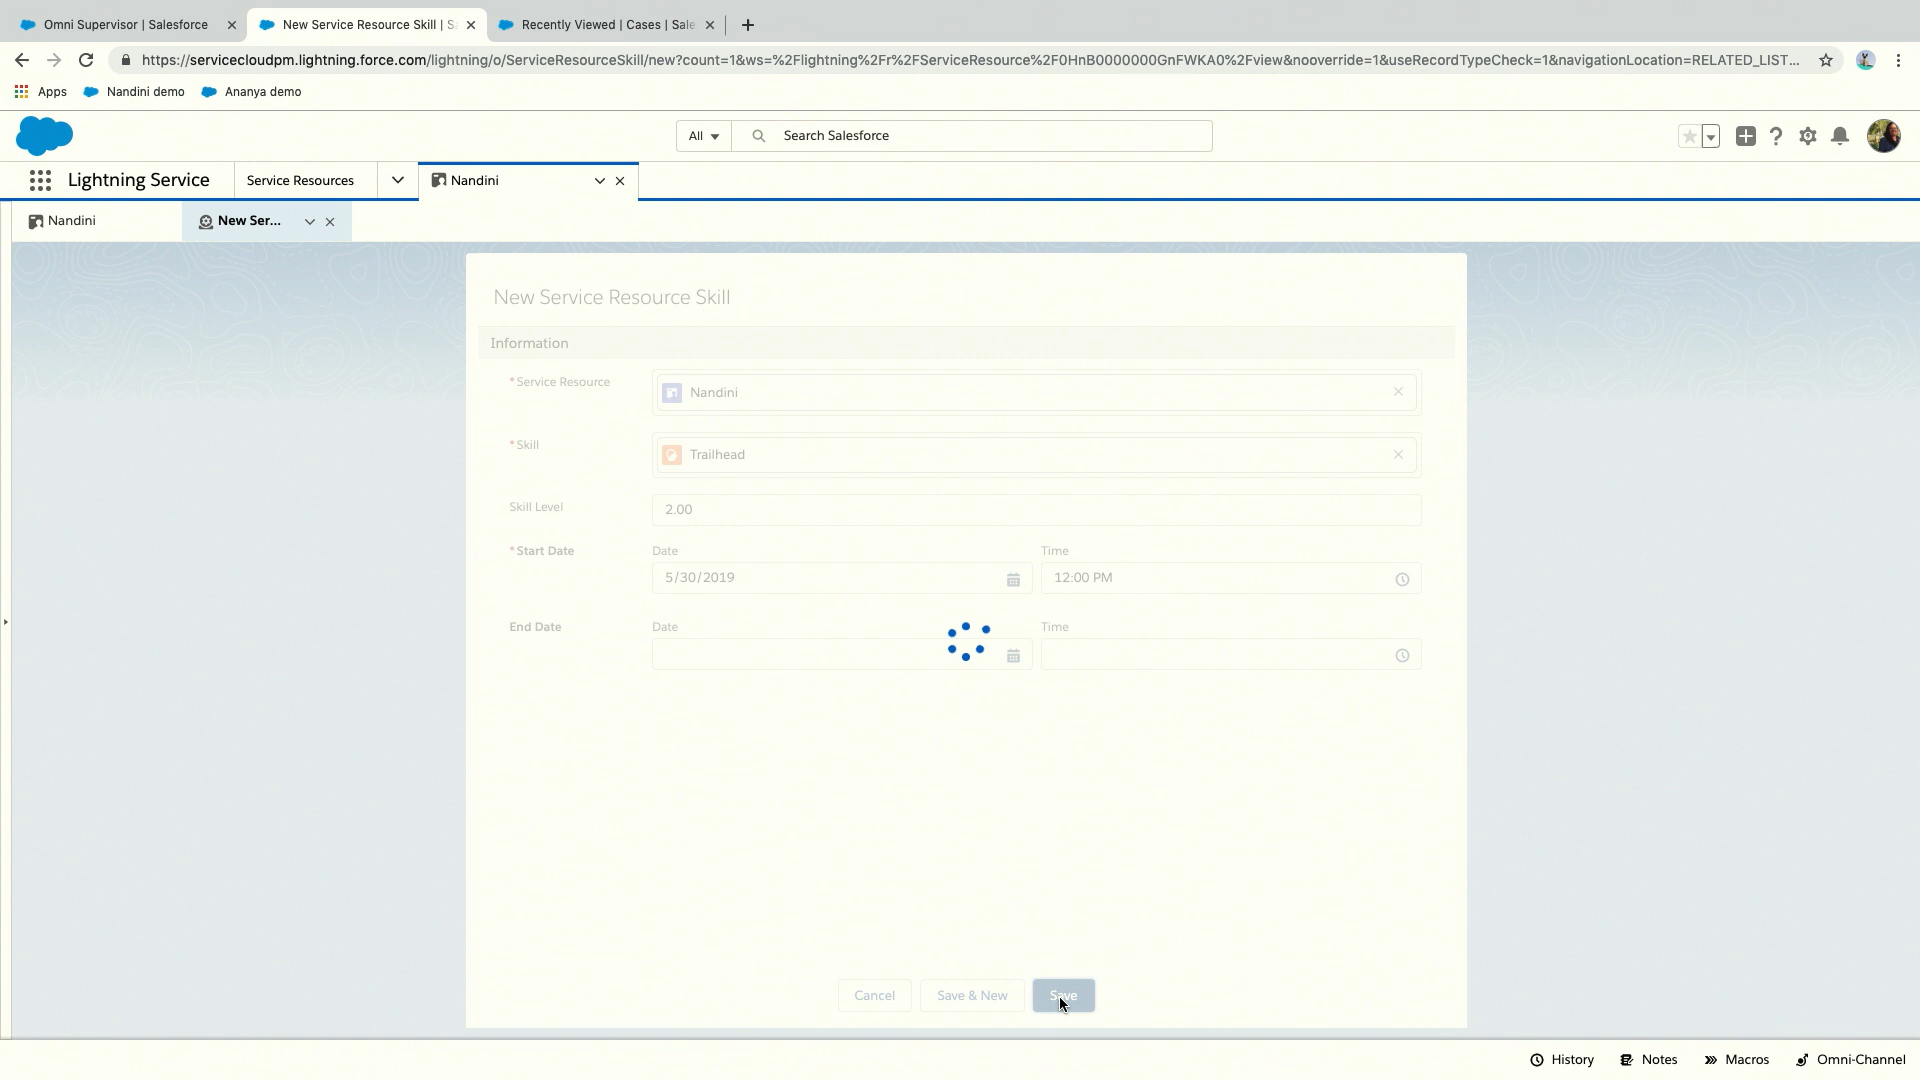 Omni Supervisor | Salesforce
New Service Resource Skill | S
Recently Viewed | Cases | Sale
https://servicecloudpm.lightning.force.com/lightning/o/ServiceResourceSkill/new?count=1&ws=%2Flightning%2Fr%2FServiceResource%2F0HnB0000000GnFWKA0%2Fview&nooverride=1&useRecordTypeCheck=1&navigationLocation=RELATED_LIST...
Apps
Nandini demo
Ananya demo
All
Search Salesforce
Lightning Service
Service Resources
Nandini
Nandini
New Ser...
New Service Resource Skill
Information
*Service Resource
Nandini
*Skill
Trailhead
Skill Level
2.00
*Start Date
Date
Time
5/30/2019
12:00 PM
End Date
Date
Time
Cancel
Save & New
Save
History
Notes
Macros
Omni-Channel